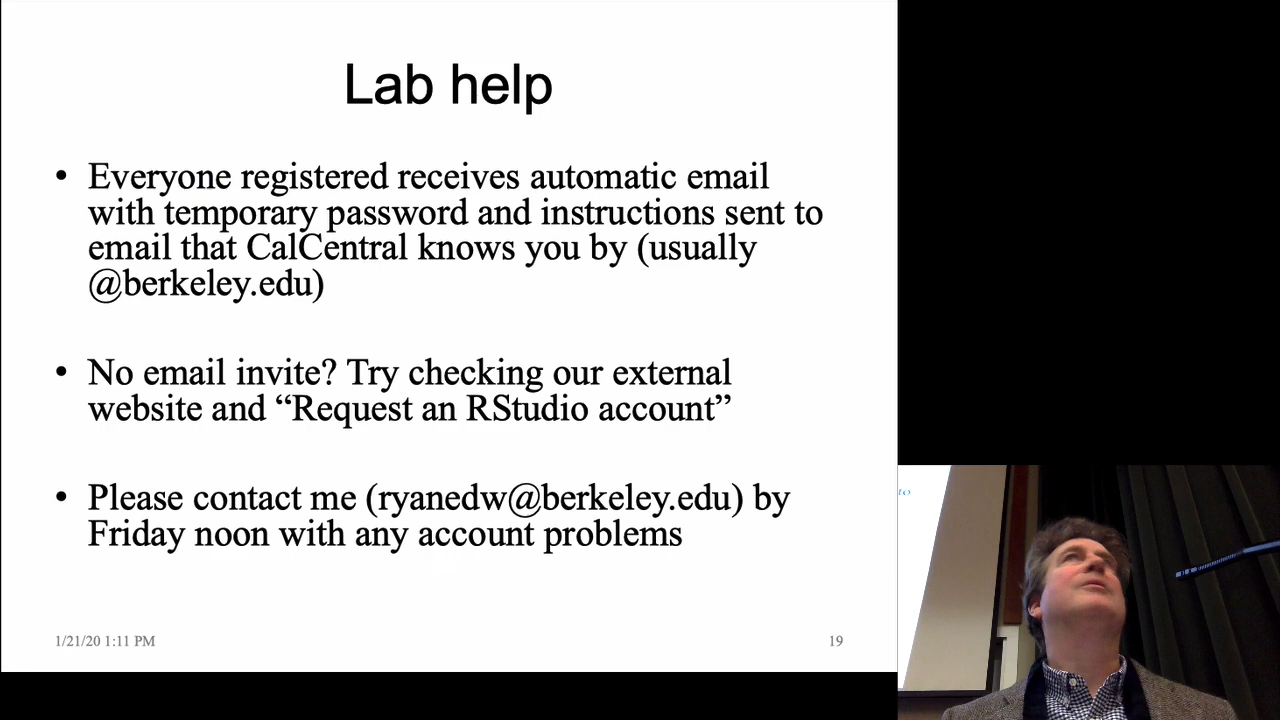 Lab help
• Everyone registered receives automatic email
with temporary password and instructions sent to
email that CalCentral knows you by (usually
@berkeley.edu)
• No email invite? Try checking our external
website and “Request an RStudio account”
• Please contact me (ryanedw@berkeley.edu) by
Friday noon with any account problems
1/21/20 1:11 PM
19
to